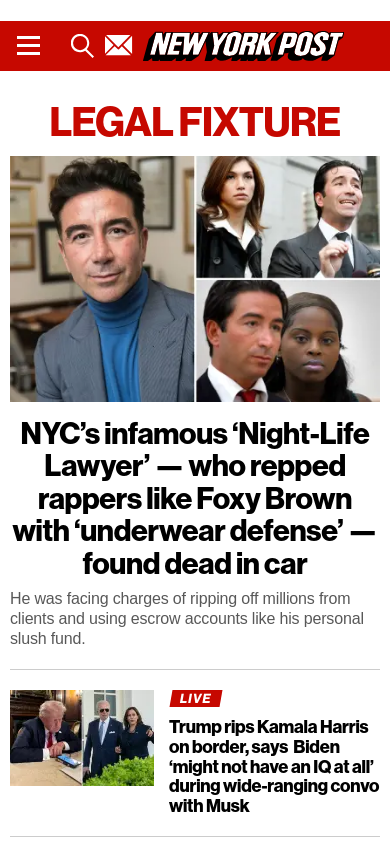 NEW YORK POST
LEGAL FIXTURE
NYC’s infamous ‘Night-Life
Lawyer’ — who repped
rappers like Foxy Brown
with ‘underwear defense’ —
found dead in car
He was facing charges of ripping off millions from
clients and using escrow accounts like his personal
slush fund.
LIVE
Trump rips Kamala Harris
on border, says Biden
‘might not have an IQ at all’
during wide-ranging convo
with Musk